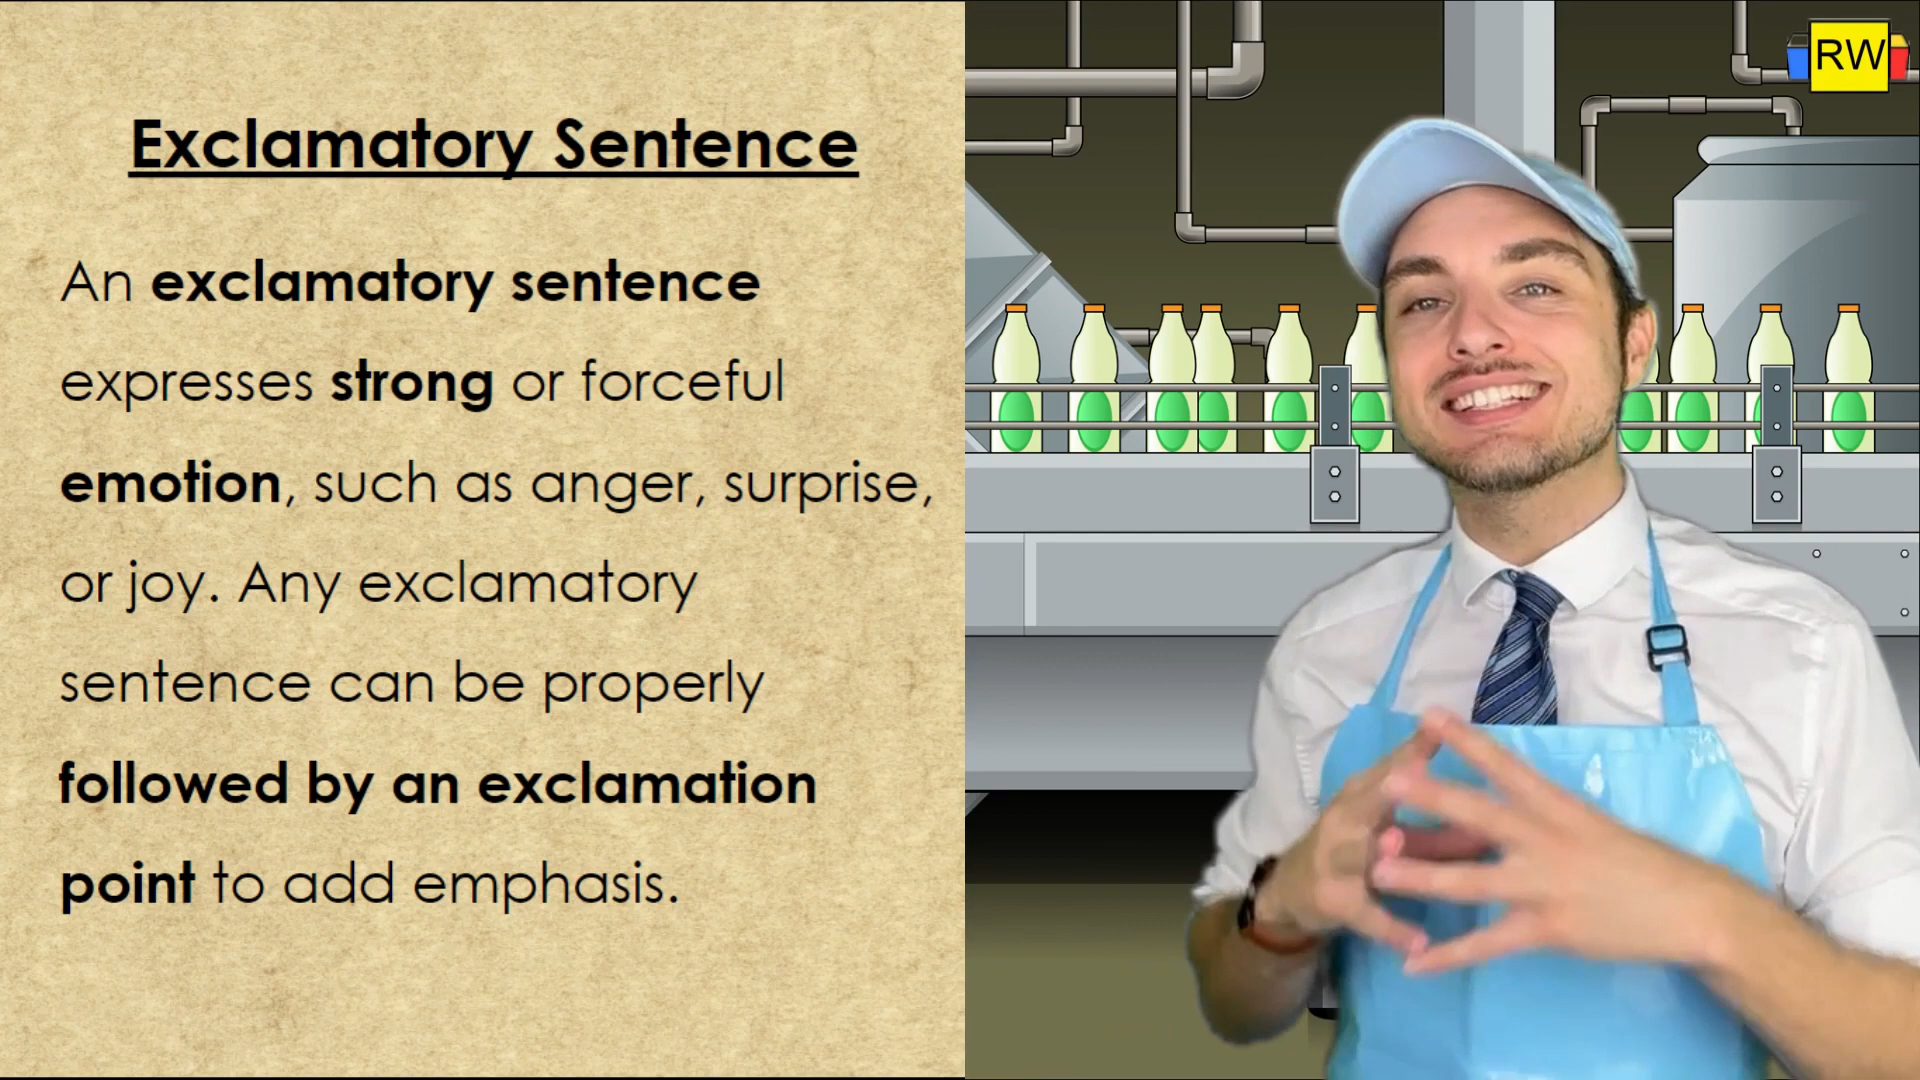 Exclamatory Sentence
An exclamatory sentence
expresses strong or forceful
emotion, such as anger, surprise,
or joy. Any exclamatory
sentence can be properly
followed by an exclamation
point to add emphasis.
RW